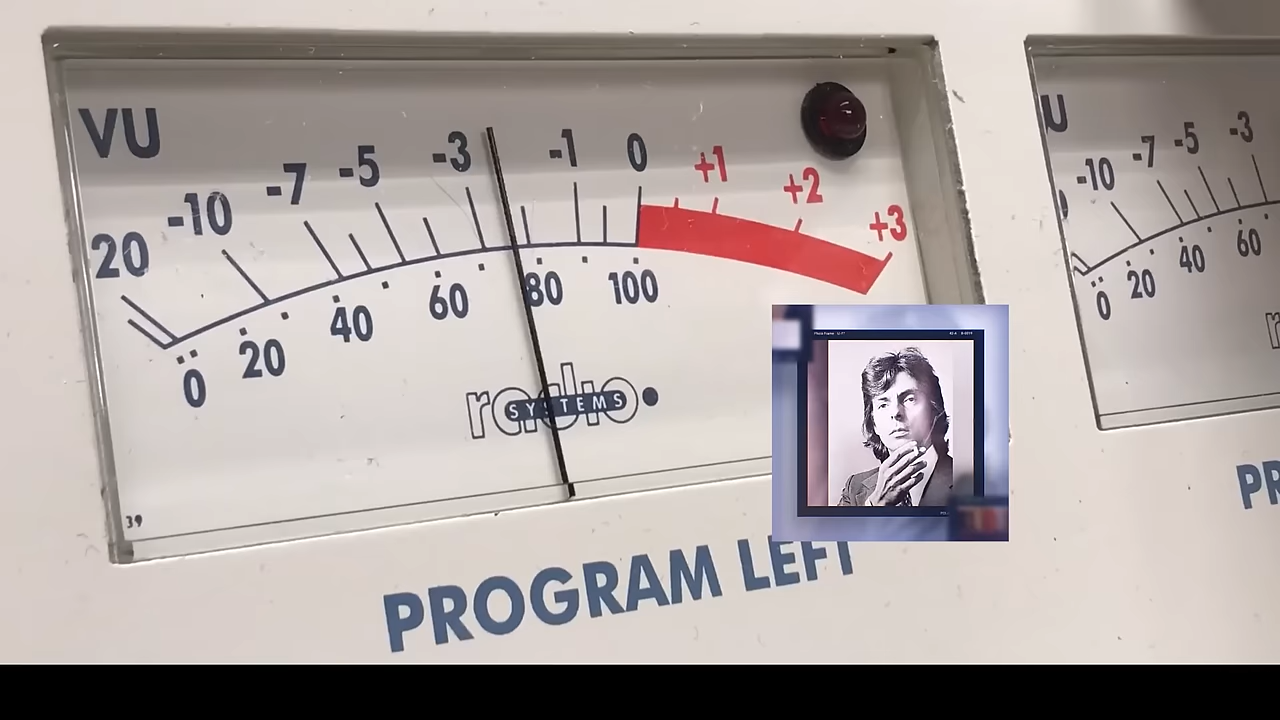 VU
20 -10 -7 -5 -3 -1 0 +1 +2 +3
0 20 40 60 80 100
radio
SYSTEMS
39
PROGRAM LEFT
U
-10 -7 -5 -3
0 20 40 60
r
PR